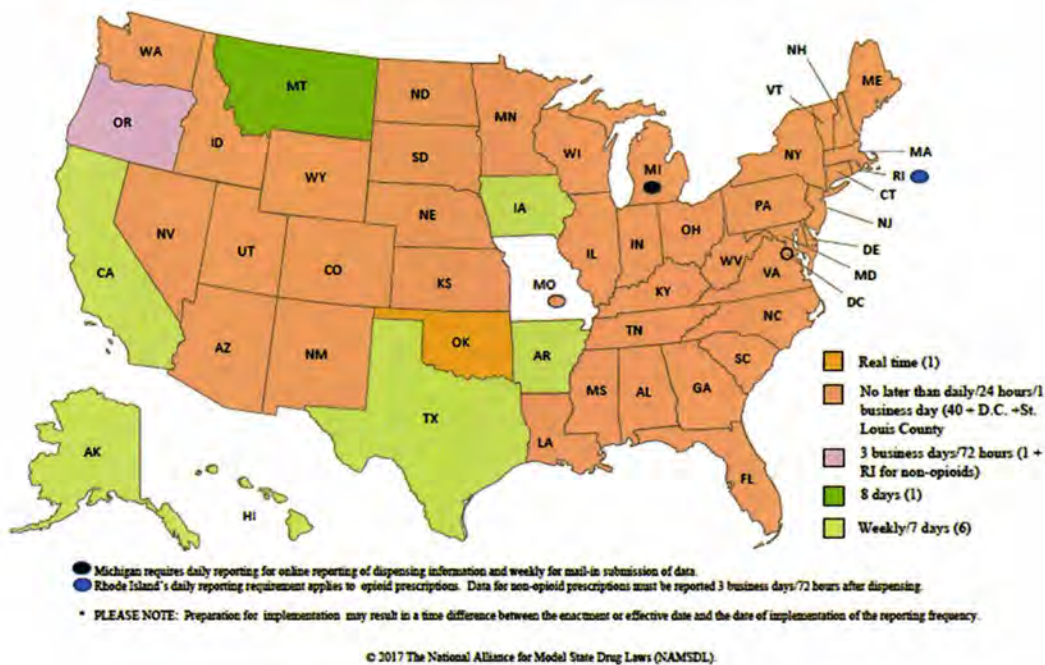 WA
MT
ND
MN
OR
ID
SD
WI
MI
WY
NE
IA
NV
UT
CO
KS
MO
IL
IN
OH
CA
AZ
NM
OK
AR
KY
WV
VA
PA
NY
NH
VT
ME
MA
RI
CT
NJ
DE
MD
DC
TN
NC
SC
MS
AL
GA
TX
LA
FL
AK
HI
Real time (1)
No later than daily/24 hours/1
business day (40 + D.C. +St.
Louis County
3 business days/72 hours (1 +
RI for non-opioids)
8 days (1)
Weekly/7 days (6)
Michigan requires daily reporting for online reporting of dispensing information and weekly for mail-in submission of data.
Rhode Island's daily reporting requirement applies to opioid prescriptions. Data for non-opioid prescriptions must be reported 3 business days/72 hours after dispensing.
* PLEASE NOTE: Preparation for implementation may result in a time difference between the enactment or effective date and the date of implementation of the reporting frequency.
© 2017 The National Alliance for Model State Drug Laws (NAMSDL).